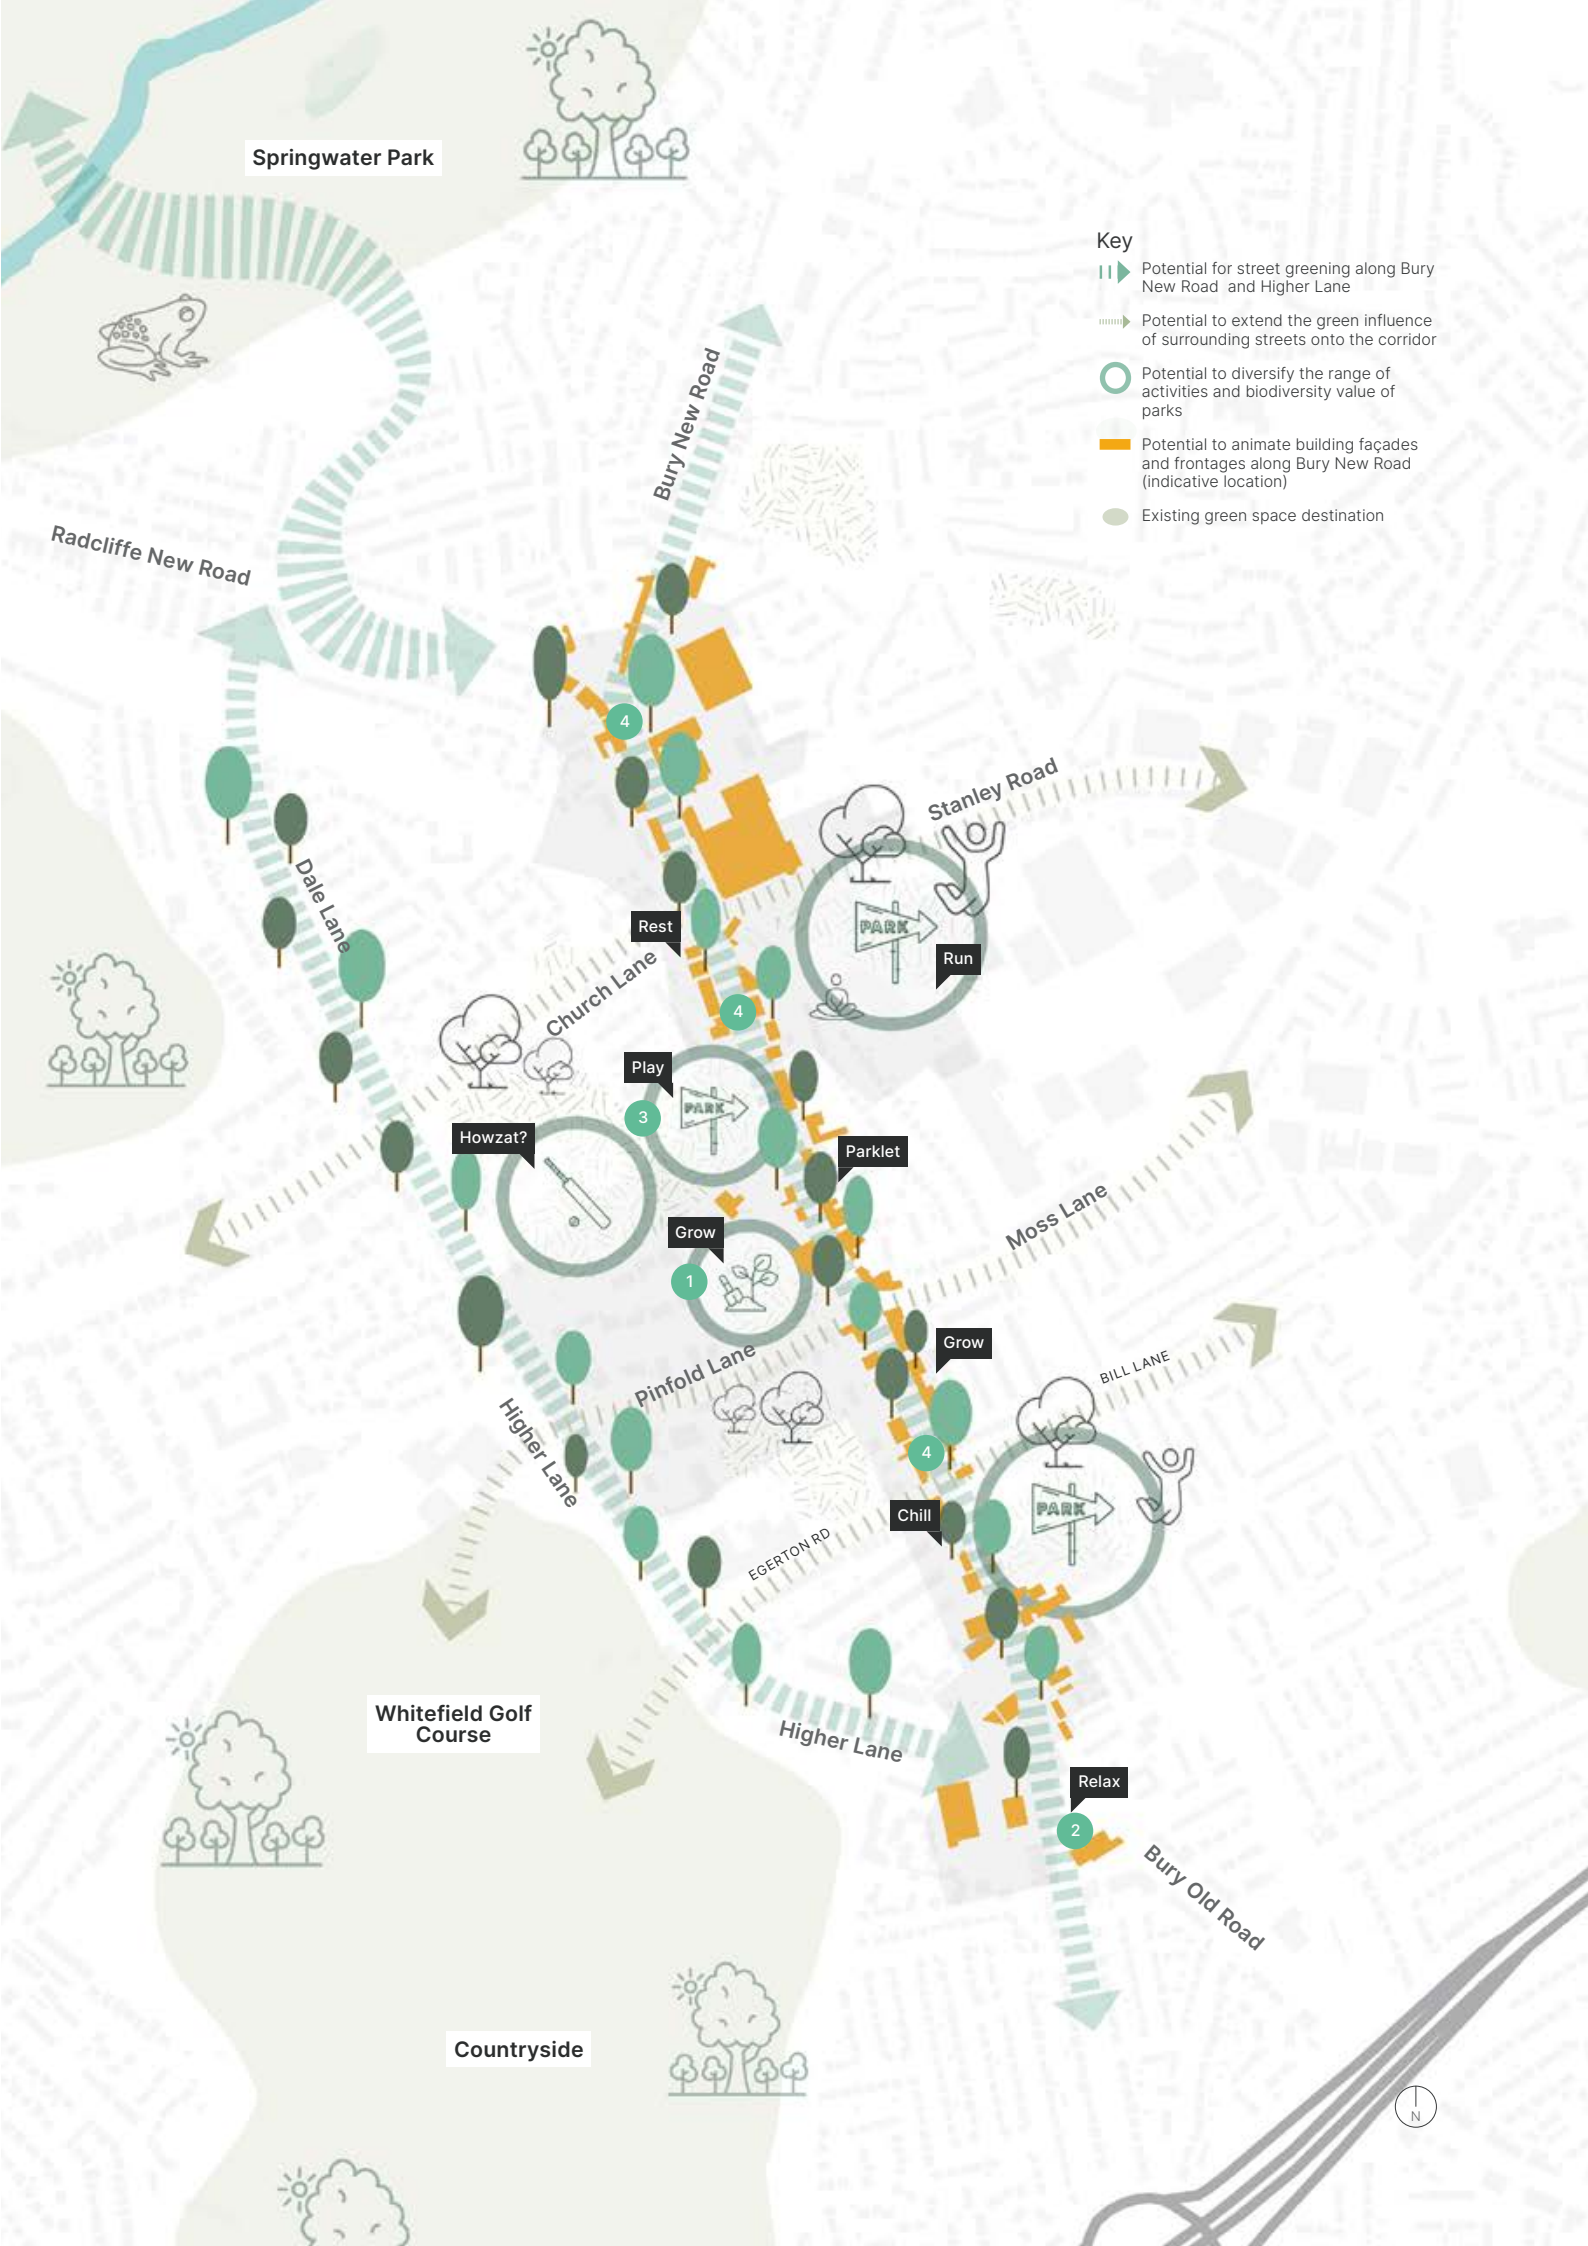 Springwater Park
Key
Potential for street greening along Bury
New Road and Higher Lane
Potential to extend the green influence
of surrounding streets onto the corridor
Potential to diversify the range of
activities and biodiversity value of
parks
Potential to animate building façades
and frontages along Bury New Road
(indicative location)
Existing green space destination
Bury New Road
Radcliffe New Road
4
Stanley Road
Dale Lane
Rest
PARK
Run
Church Lane
4
Play
PARK
3
Howzat?
Parklet
Moss Lane
Grow
1
Pinfold Lane
Grow
BILL LANE
Higher Lane
4
PARK
Chill
EGERTON RD
Whitefield Golf
Course
Higher Lane
Relax
2
Bury Old Road
Countryside
N